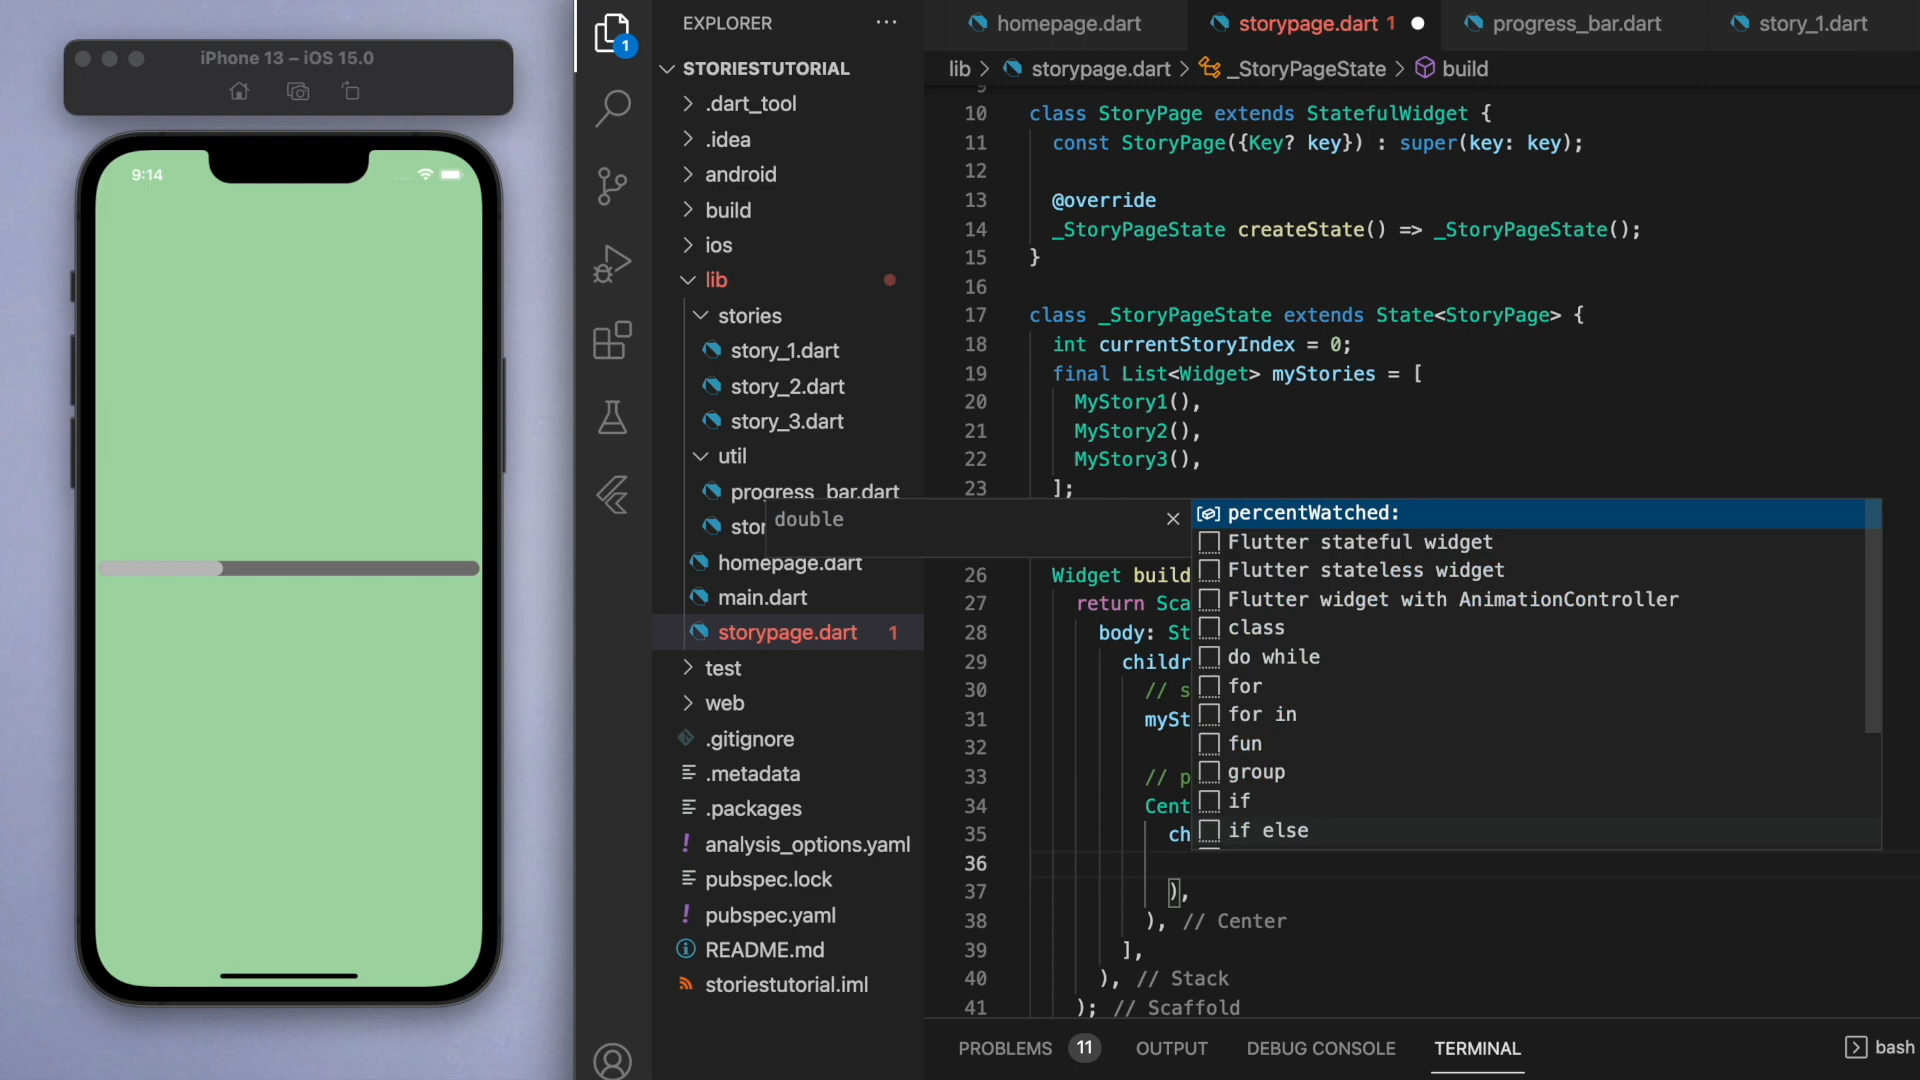 iPhone 13 – iOS 15.0
9:14
1
EXPLORER
STORIESTUTORIAL
.dart_tool
.idea
android
build
ios
lib
stories
story_1.dart
story_2.dart
story_3.dart
util
progress_bar.dart
stor
homepage.dart
main.dart
storypage.dart 1
test
web
.gitignore
.metadata
.packages
analysis_options.yaml
pubspec.lock
pubspec.yaml
README.md
storiestutorial.iml
homepage.dart
storypage.dart 1
progress_bar.dart
story_1.dart
lib > storypage.dart > _StoryPageState > build
9
10 class StoryPage extends StatefulWidget {
11 const StoryPage({Key? key}) : super(key: key);
12
13 @override
14 _StoryPageState createState() => _StoryPageState();
15 }
16
17 class _StoryPageState extends State<StoryPage> {
18 int currentStoryIndex = 0;
19 final List<Widget> myStories = [
20 MyStory1(),
21 MyStory2(),
22 MyStory3(),
23 ];
double
percentWatched:
Flutter stateful widget
Flutter stateless widget
Flutter widget with AnimationController
class
do while
for
for in
fun
group
if
if else
26 Widget build
27 return Sca
28 body: St
29 childr
30 // s
31 mySt
32
33 // p
34 Cent
35 ch
36
37 ),
38 ), // Center
39 ],
40 ), // Stack
41 ); // Scaffold
PROBLEMS 11 OUTPUT DEBUG CONSOLE TERMINAL
bash